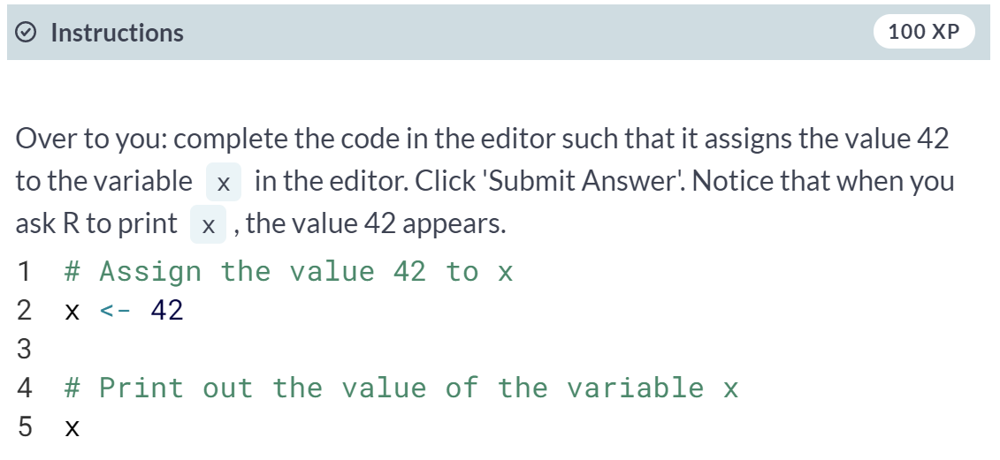 Instructions 100 XP
Over to you: complete the code in the editor such that it assigns the value 42
to the variable x in the editor. Click 'Submit Answer'. Notice that when you
ask R to print x , the value 42 appears.
1 # Assign the value 42 to x
2 x <- 42
3
4 # Print out the value of the variable x
5 x